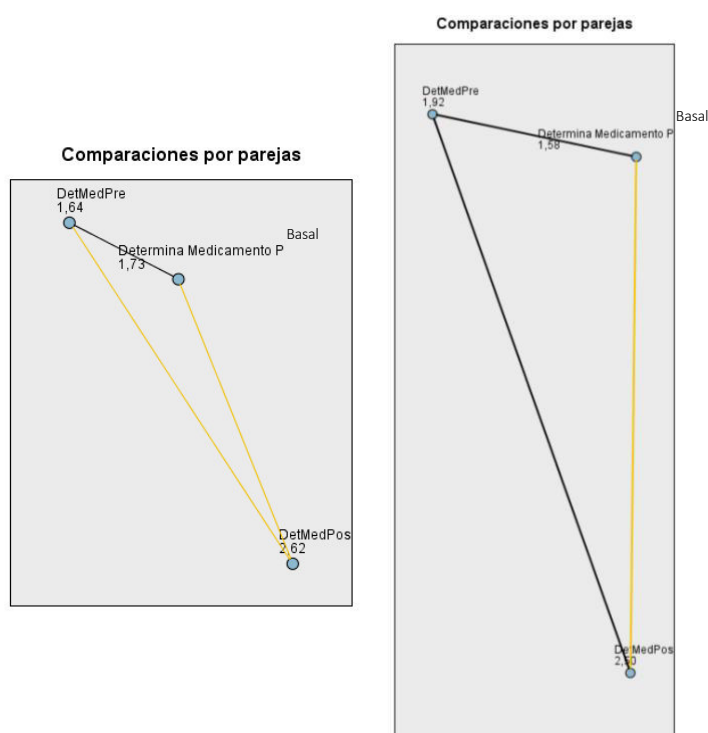 Comparaciones por parejas
DetMedPre
1,64
Basal
Determina Medicamento P
1,73
DetMedPos
2,62
Comparaciones por parejas
DetMedPre
1,92
Basal
Determina Medicamento P
1,58
DetMedPos
2,50